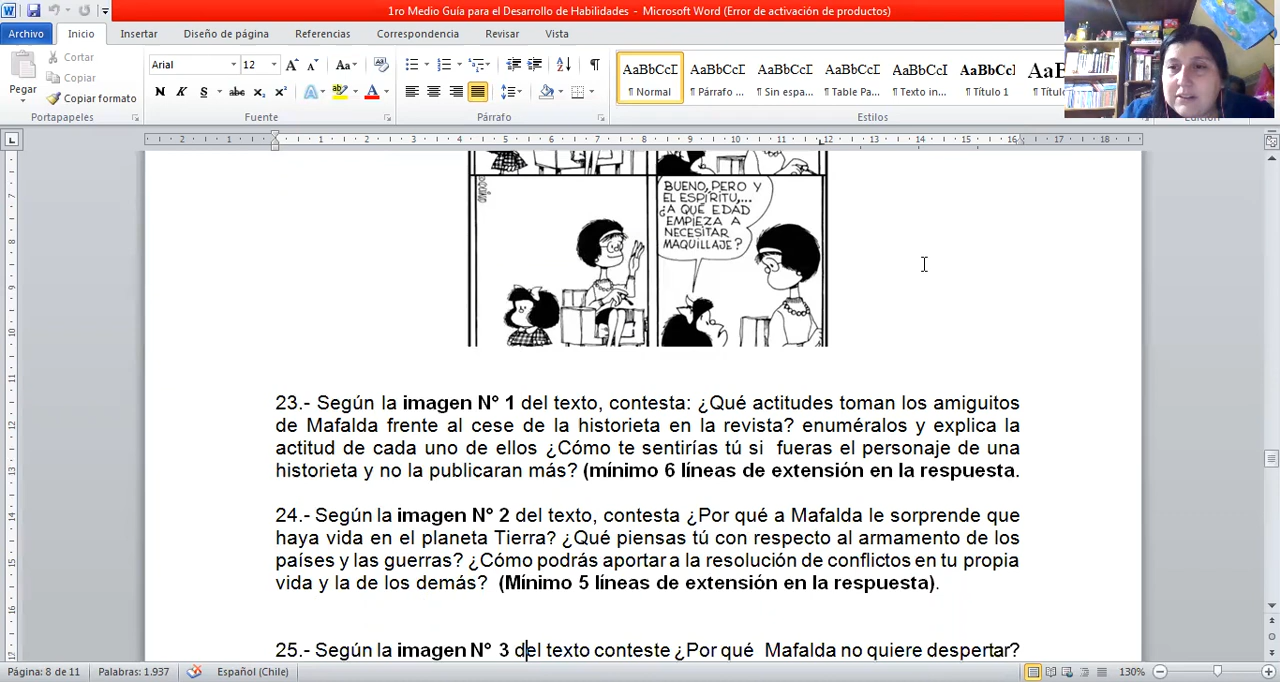 1ro Medio Guía para el Desarrollo de Habilidades - Microsoft Word (Error de activación de productos)
Archivo Inicio Insertar Diseño de página Referencias Correspondencia Revisar Vista
Cortar
Copiar
Copiar formato
Pegar
Portapapeles
Arial 12
Fuente
Párrafo
AaBbCcI AaBbCcI AaBbCcI AaBbCcI AaBbCcI AaBbCcI
¶ Normal ¶ Párrafo ... ¶ Sin espa... ¶ Table Pa... ¶ Texto in... ¶ Título 1
Estilos
BUENO, PERO Y
EL ESPÍRITU,...
¿A QUÉ EDAD
EMPIEZA A
NECESITAR
MAQUILLAJE?
23.- Según la imagen N° 1 del texto, contesta: ¿Qué actitudes toman los amiguitos
de Mafalda frente al cese de la historieta en la revista? enuméralos y explica la
actitud de cada uno de ellos ¿Cómo te sentirías tú si fueras el personaje de una
historieta y no la publicaran más? (mínimo 6 líneas de extensión en la respuesta.
24.- Según la imagen N° 2 del texto, contesta ¿Por qué a Mafalda le sorprende que
haya vida en el planeta Tierra? ¿Qué piensas tú con respecto al armamento de los
países y las guerras? ¿Cómo podrás aportar a la resolución de conflictos en tu propia
vida y la de los demás? (Mínimo 5 líneas de extensión en la respuesta).
25.- Según la imagen N° 3 del texto conteste ¿Por qué Mafalda no quiere despertar?
Página: 8 de 11 Palabras: 1.937 Español (Chile) 130%